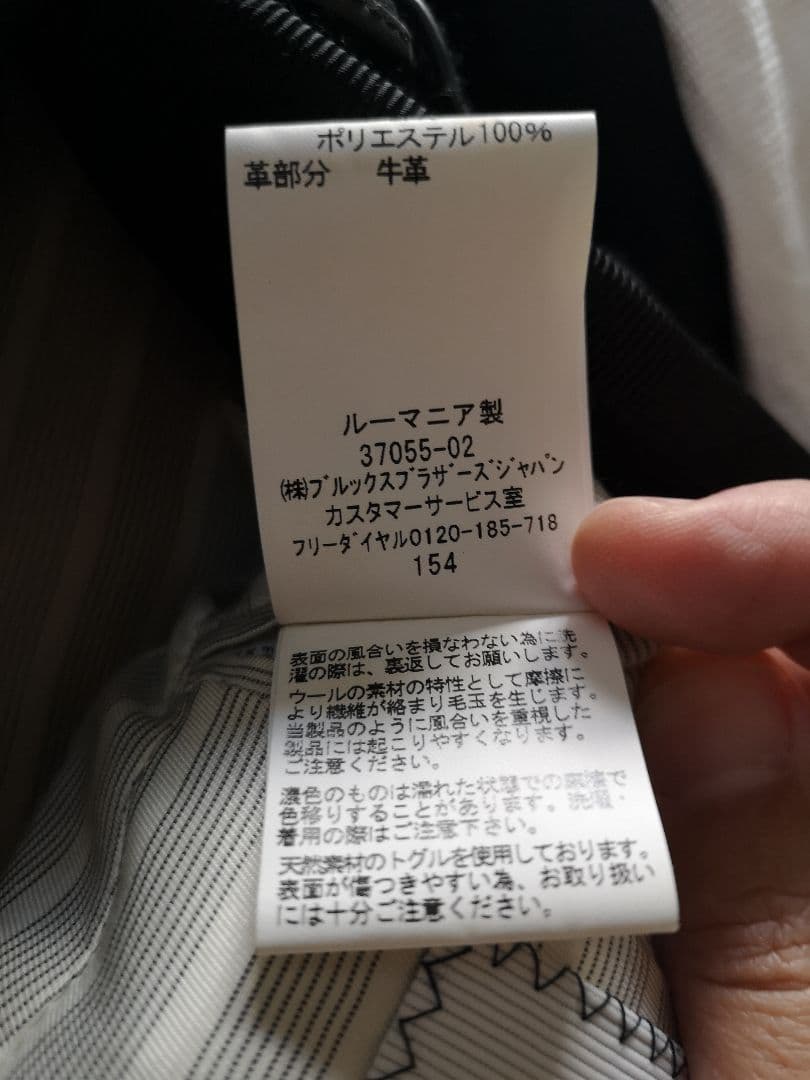 ポリエステル100%
革部分 牛革
ルーマニア製
37055-02
㈱ブルックスブラザーズジャパン
カスタマーサービス室
フリーダイヤル0120-185-718
154
表面の風合いを損なわない為に洗
濯の際は、裏返してお願いします。
ウールの素材の特性として摩擦に
より繊維が絡まり毛玉を生じます。
当製品のように風合いを重視した
製品には起こりやすくなります。
ご注意ください。
濃色のものは濡れた状態での摩擦で
色移りすることがあります。洗濯・
着用の際はご注意下さい。
天然素材のトグルを使用しております。
表面が傷つきやすい為、お取り扱い
には十分ご注意ください。